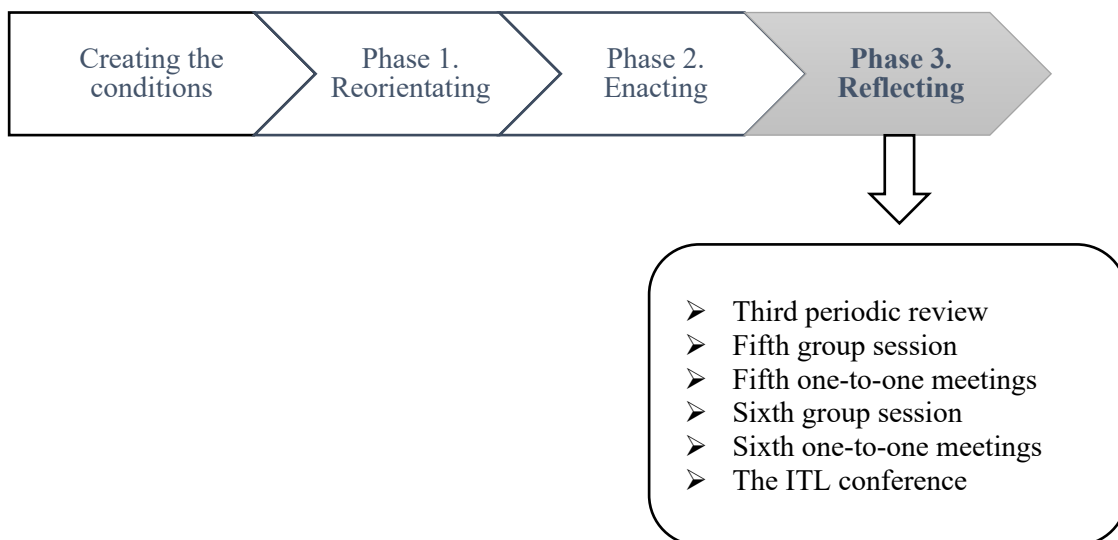 Creating the
conditions
Phase 1.
Reorientating
Phase 2.
Enacting
Phase 3.
Reflecting
➢ Third periodic review
➢ Fifth group session
➢ Fifth one-to-one meetings
➢ Sixth group session
➢ Sixth one-to-one meetings
➢ The ITL conference